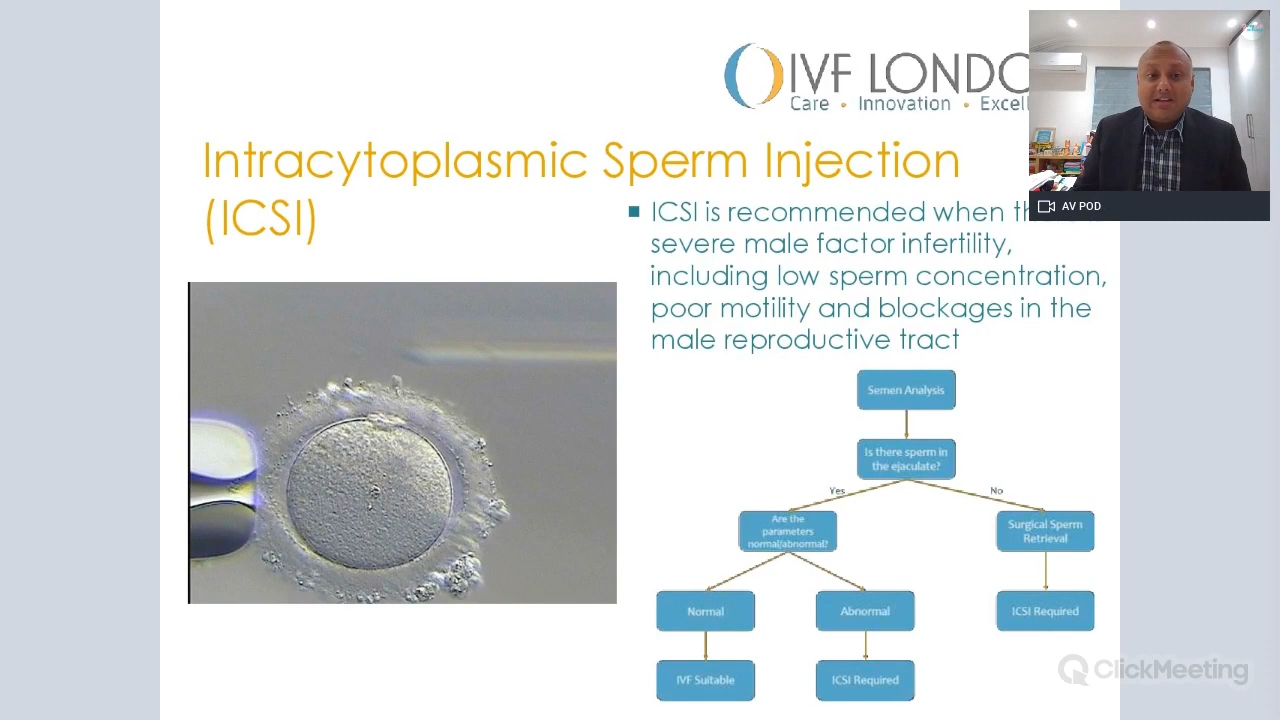 IVF LONDO
Care • Innovation • Excell
Intracytoplasmic Sperm Injection
(ICSI)
AV POD
ICSI is recommended when
severe male factor infertility,
including low sperm concentration,
poor motility and blockages in the
male reproductive tract
Semen Analysis
Is there sperm in
the ejaculate?
Yes
No
Are the
parameters
normal/abnormal?
Surgical Sperm
Retrieval
Normal
Abnormal
ICSI Required
IVF Suitable
ICSI Required
ClickMeeting